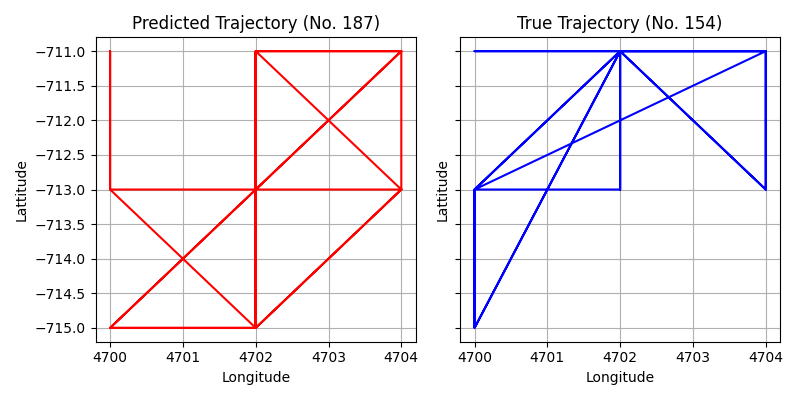 Predicted Trajectory (No. 187)
True Trajectory (No. 154)
−711.0
−711.5
−712.0
−712.5
−713.0
−713.5
−714.0
−714.5
−715.0
Lattitude
Lattitude
4700 4701 4702 4703 4704
4700 4701 4702 4703 4704
Longitude
Longitude